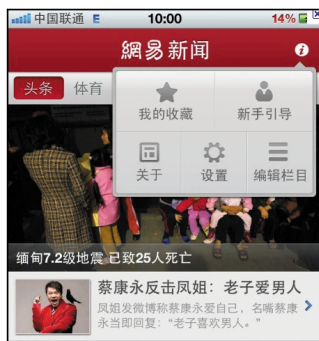 中国联通 E 10:00 14%
網易新闻
头条 体育
我的收藏 新手引导
关于 设置 编辑栏目
缅甸7.2级地震 已致25人死亡
蔡康永反击凤姐：老子爱男人
凤姐发微博称蔡康永爱自己，名嘴蔡康
永当即回复：“老子喜欢男人。”